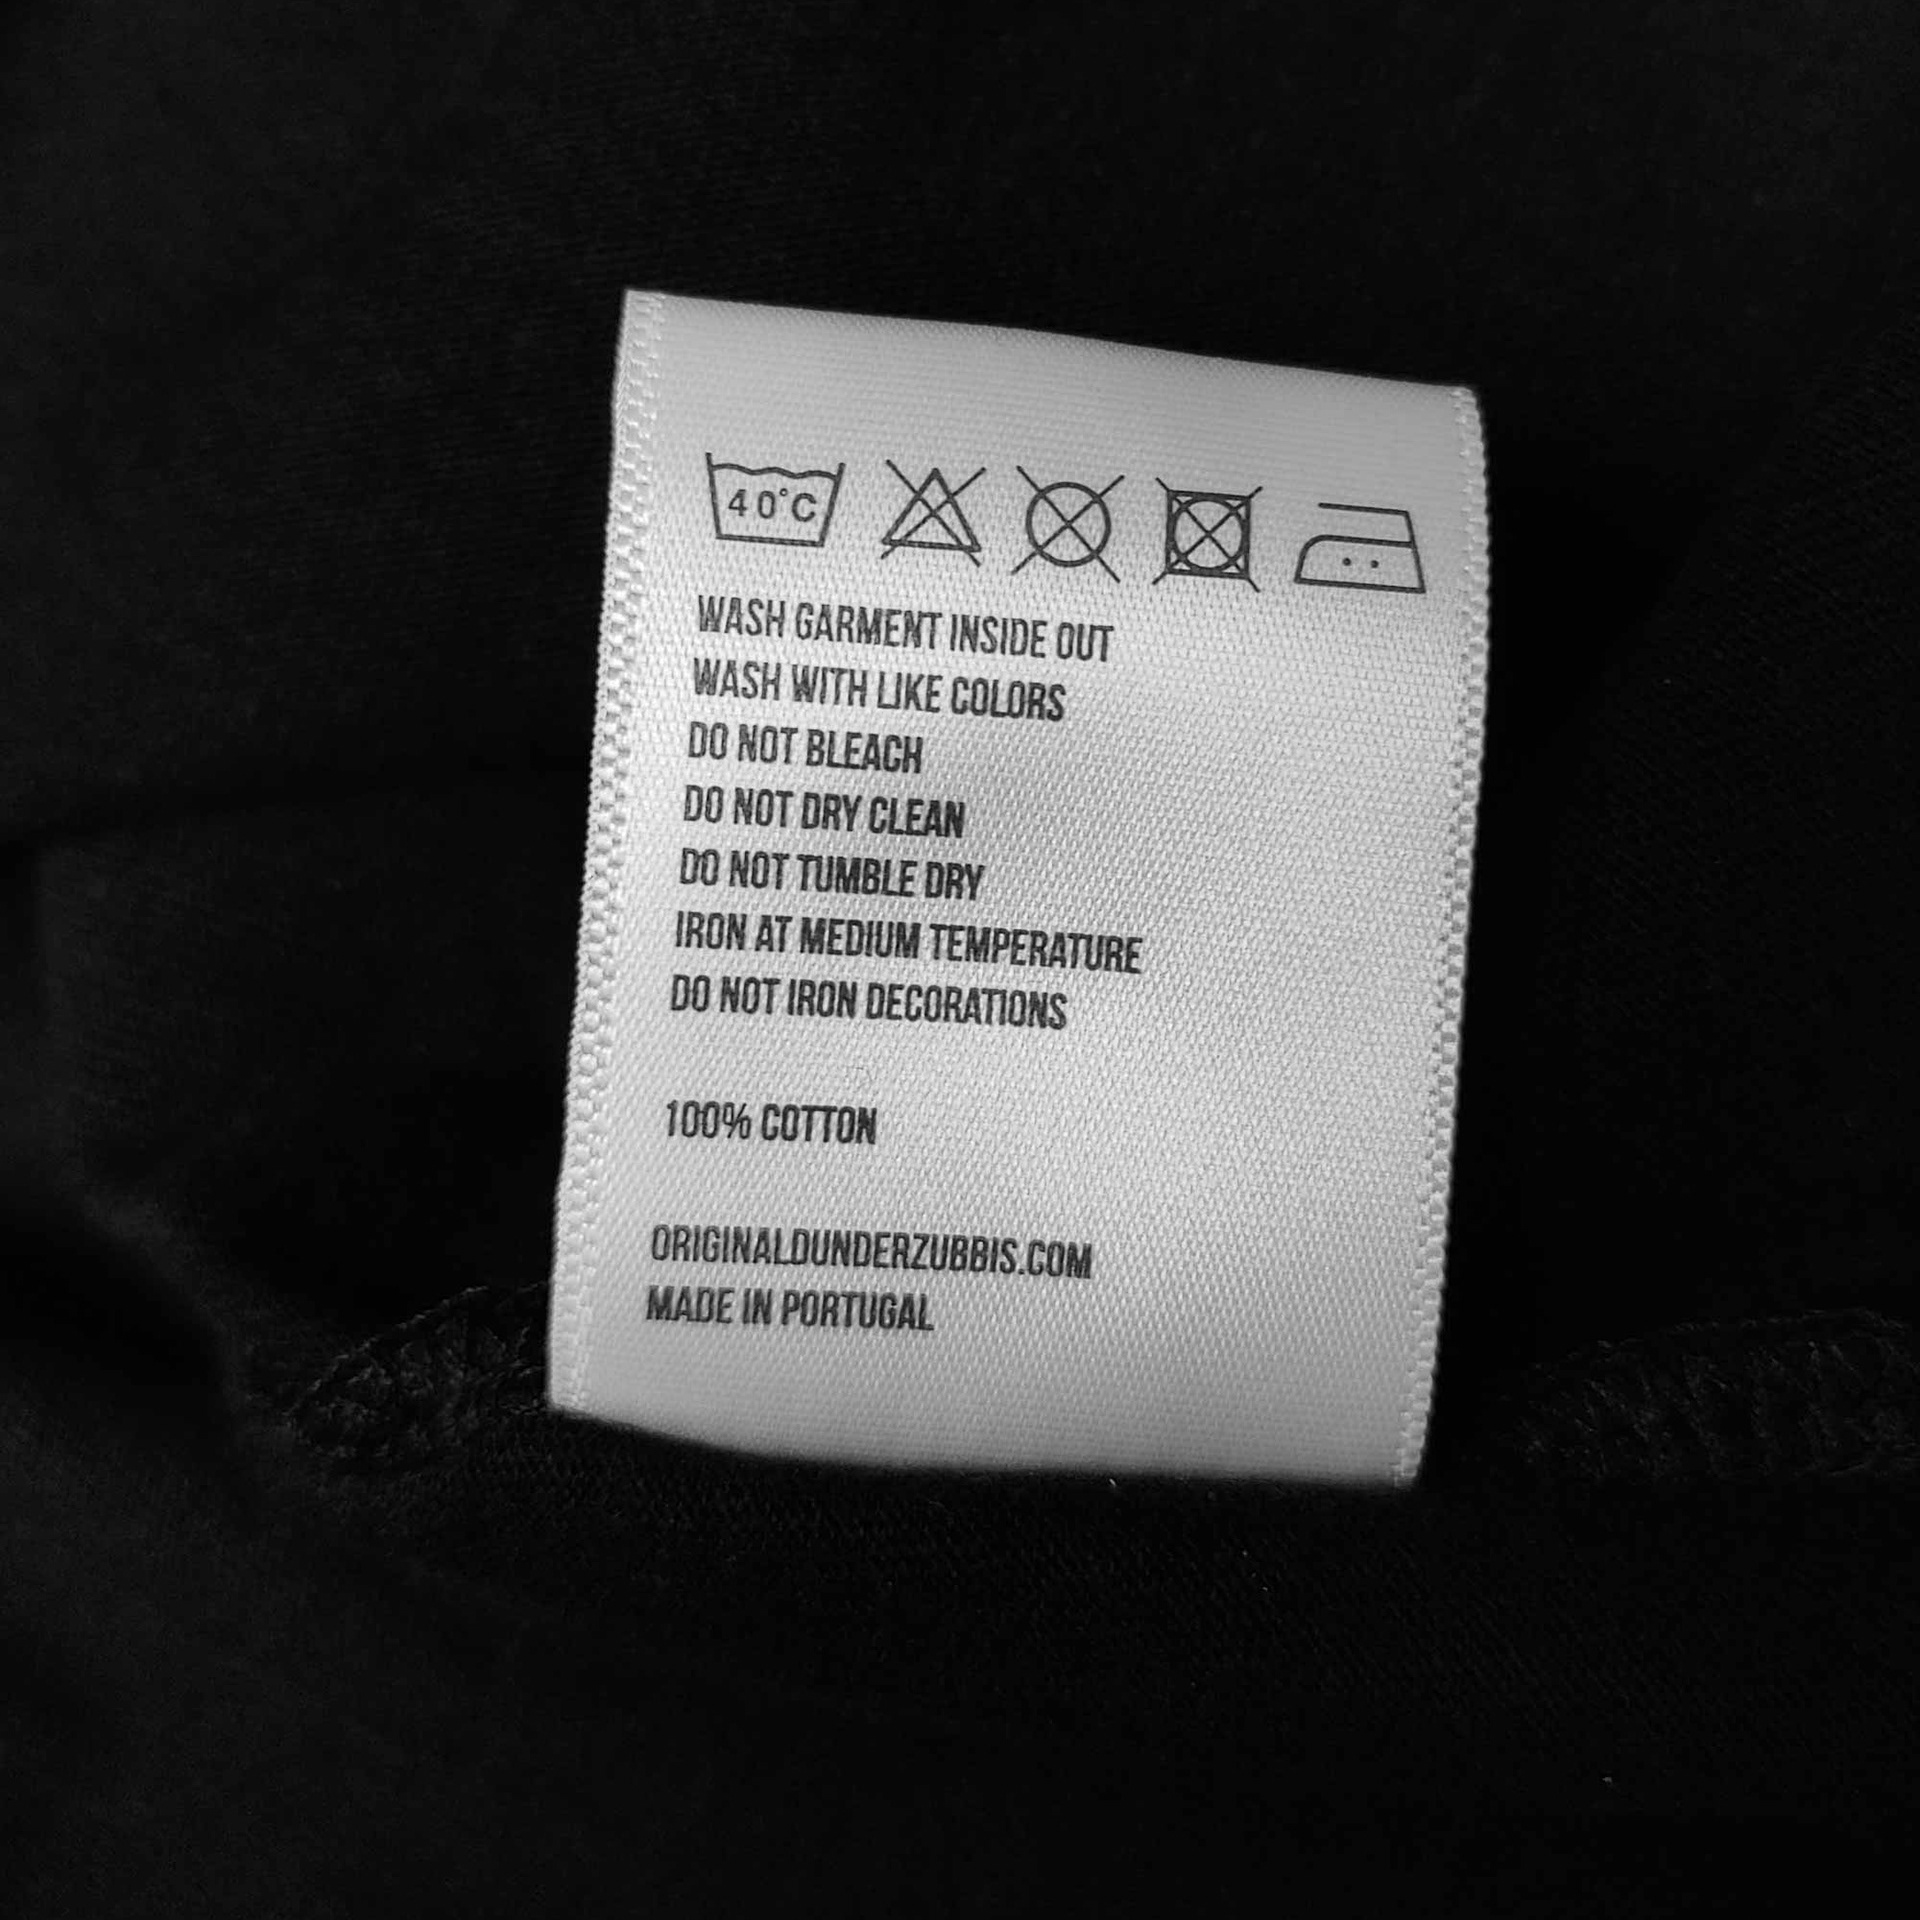 40°C
WASH GARMENT INSIDE OUT
WASH WITH LIKE COLORS
DO NOT BLEACH
DO NOT DRY CLEAN
DO NOT TUMBLE DRY
IRON AT MEDIUM TEMPERATURE
DO NOT IRON DECORATIONS
100% COTTON
ORIGINALDUNDERZUBBIS.COM
MADE IN PORTUGAL